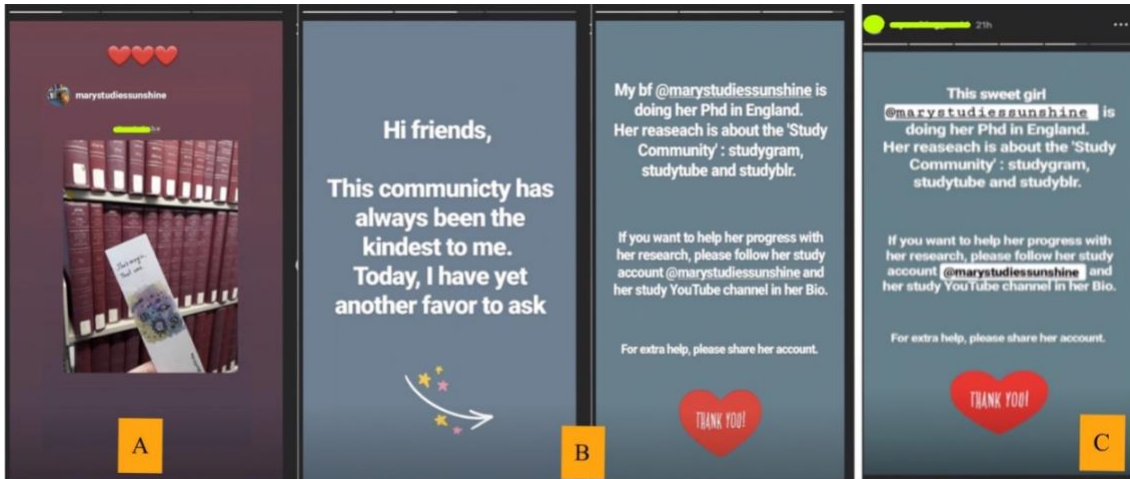 marystudiessunshine
A
Hi friends,
This communicty has
always been the
kindest to me.
Today, I have yet
another favor to ask
B
My bf @marystudiessunshine is
doing her Phd in England.
Her reaseach is about the 'Study
Community' : studygram,
studytube and studyblr.
If you want to help her progress with
her research, please follow her study
account @marystudiessunshine and
her study YouTube channel in her Bio.
For extra help, please share her account.
THANK YOU!
21h
This sweet girl
@marystudiessunshine is
doing her Phd in England.
Her reaseach is about the 'Study
Community' : studygram,
studytube and studyblr.
If you want to help her progress with
her research, please follow her study
account @marystudiessunshine and
her study YouTube channel in her Bio.
For extra help, please share her account.
THANK YOU!
C